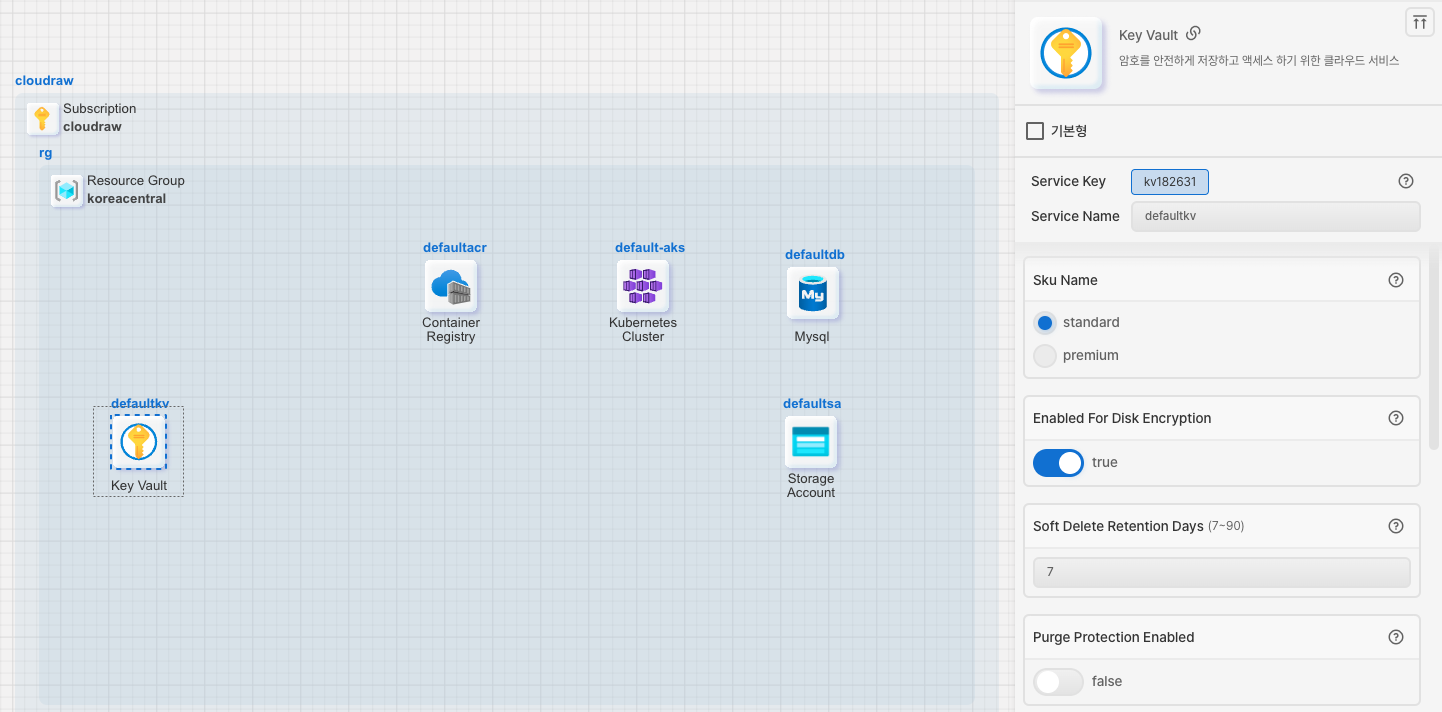 cloudraw
Subscription
cloudraw
rg
Resource Group
koreacentral
defaultacr
Container
Registry
default-aks
Kubernetes
Cluster
defaultdb
My
Mysql
defaultkv
Key Vault
defaultsa
Storage
Account
Key Vault
암호를 안전하게 저장하고 액세스 하기 위한 클라우드 서비스
기본형
Service Key kv182631 ?
Service Name defaultkv
Sku Name ?
standard
premium
Enabled For Disk Encryption ?
true
Soft Delete Retention Days (7~90) ?
7
Purge Protection Enabled ?
false